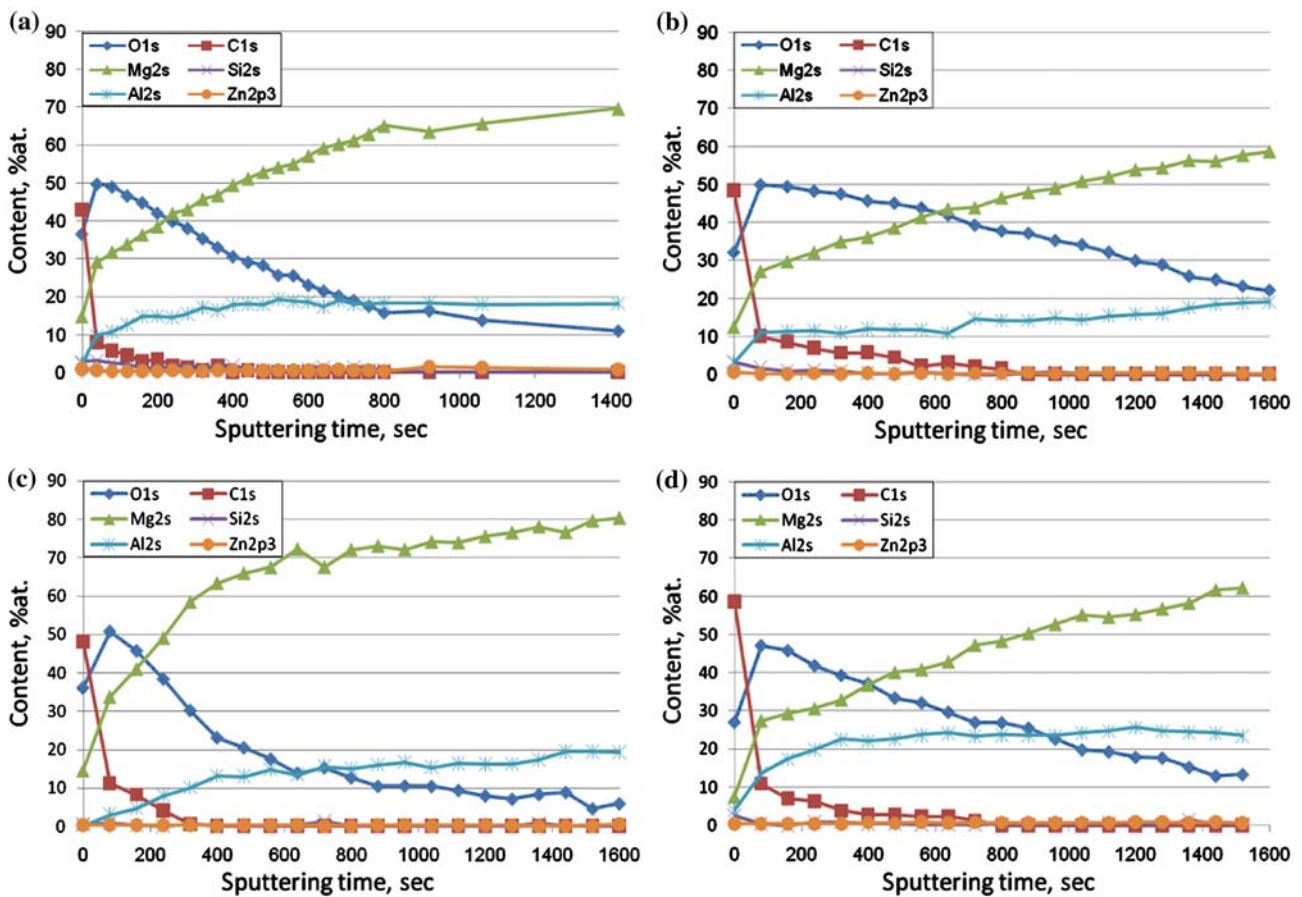 (a)
90
80
70
60
50
40
30
20
10
0
Content, %at.
O1s C1s
Mg2s Si2s
Al2s Zn2p3
0 200 400 600 800 1000 1200 1400
Sputtering time, sec
(b)
90
80
70
60
50
40
30
20
10
0
Content, %at.
O1s C1s
Mg2s Si2s
Al2s Zn2p3
0 200 400 600 800 1000 1200 1400 1600
Sputtering time, sec
(c)
90
80
70
60
50
40
30
20
10
0
Content, %at.
O1s C1s
Mg2s Si2s
Al2s Zn2p3
0 200 400 600 800 1000 1200 1400 1600
Sputtering time, sec
(d)
90
80
70
60
50
40
30
20
10
0
Content, %at.
O1s C1s
Mg2s Si2s
Al2s Zn2p3
0 200 400 600 800 1000 1200 1400 1600
Sputtering time, sec